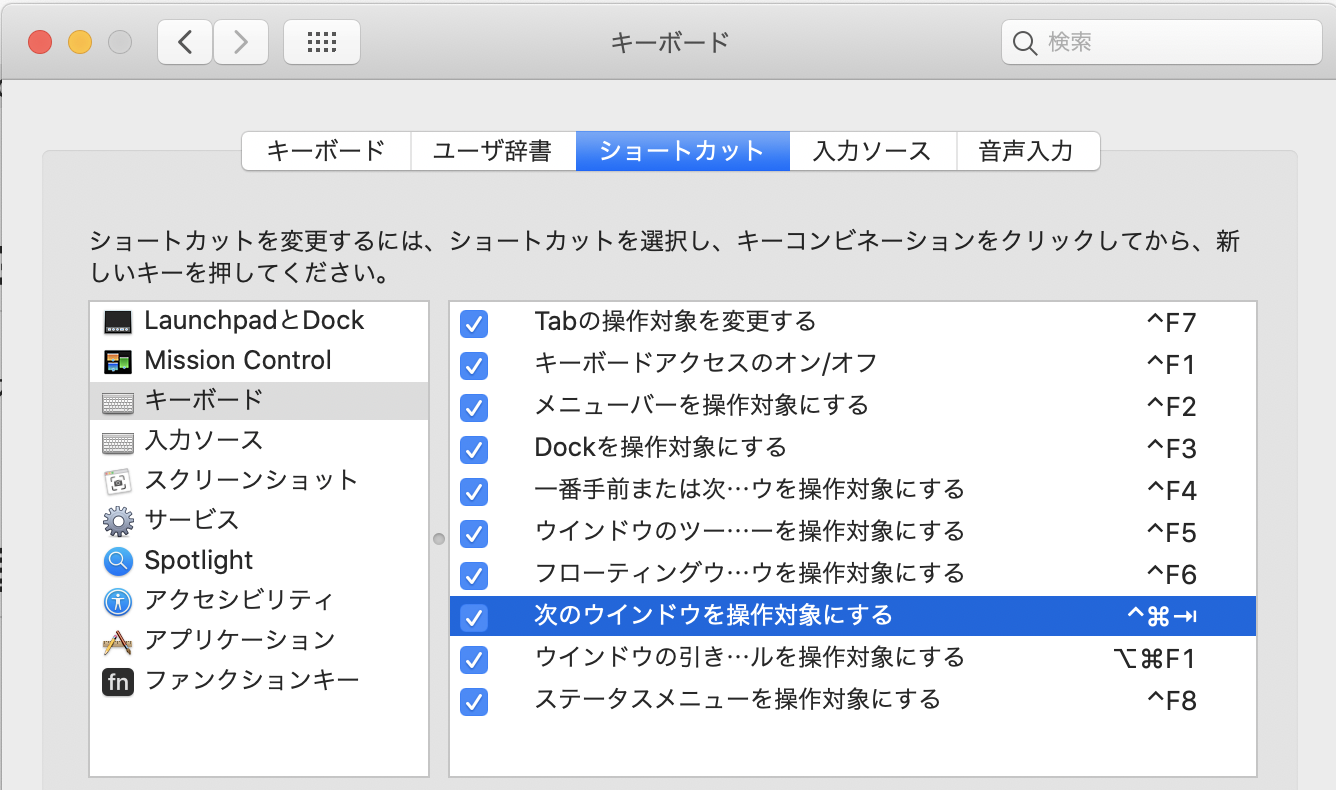 キーボード
検索
キーボード
ユーザ辞書
ショートカット
入力ソース
音声入力
ショートカットを変更するには、ショートカットを選択し、キーコンビネーションをクリックしてから、新
しいキーを押してください。
LaunchpadとDock
Mission Control
キーボード
入力ソース
スクリーンショット
サービス
Spotlight
アクセシビリティ
アプリケーション
fn ファンクションキー
Tabの操作対象を変更する ^F7
キーボードアクセスのオン/オフ ^F1
メニューバーを操作対象にする ^F2
Dockを操作対象にする ^F3
一番手前または次…ウを操作対象にする ^F4
ウインドウのツー…ーを操作対象にする ^F5
フローティングウ…ウを操作対象にする ^F6
次のウインドウを操作対象にする ^⌘⇥
ウインドウの引き…ルを操作対象にする ⌥⌘F1
ステータスメニューを操作対象にする ^F8